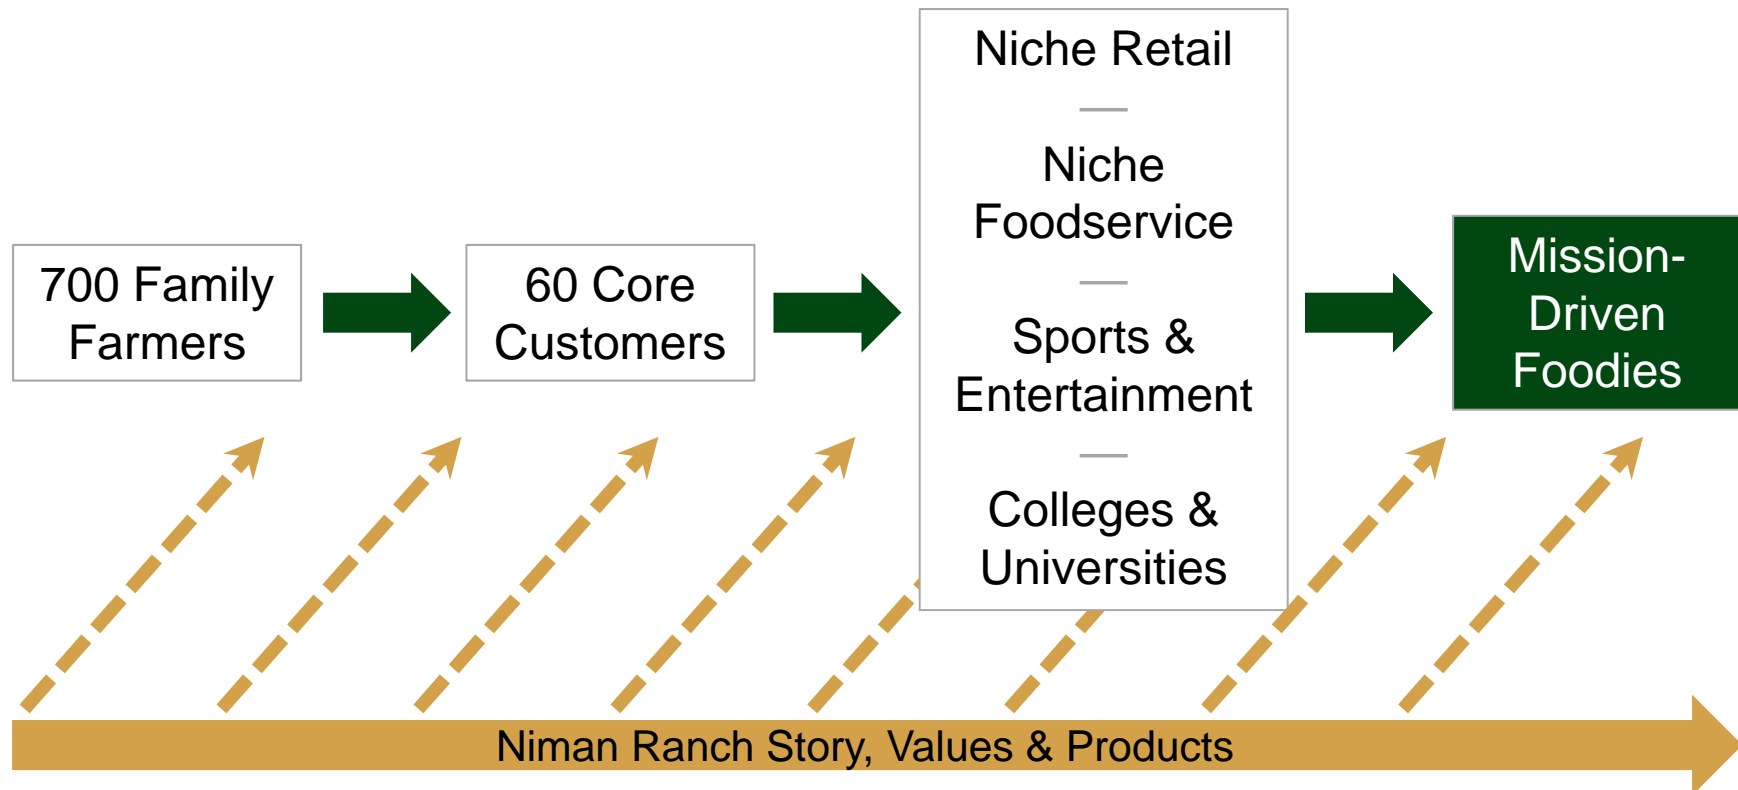 700 Family
Farmers
60 Core
Customers
Niche Retail
Niche
Foodservice
Sports &
Entertainment
Colleges &
Universities
Mission-
Driven
Foodies
Niman Ranch Story, Values & Products